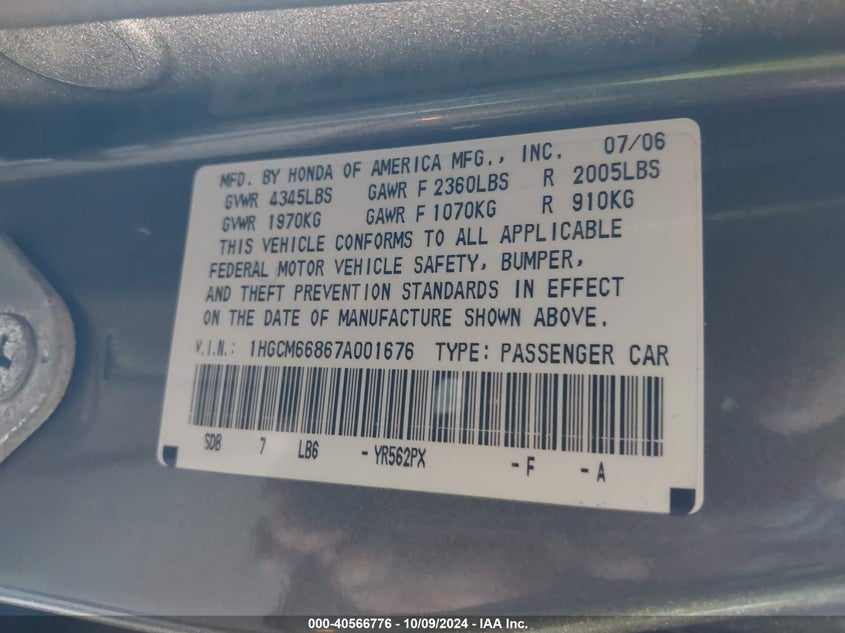 MFD. BY HONDA OF AMERICA MFG., INC. 07/06
GVWR 4345LBS GAWR F 2360LBS R 2005LBS
GVWR 1970KG GAWR F 1070KG R 910KG
THIS VEHICLE CONFORMS TO ALL APPLICABLE
FEDERAL MOTOR VEHICLE SAFETY, BUMPER,
AND THEFT PREVENTION STANDARDS IN EFFECT
ON THE DATE OF MANUFACTURE SHOWN ABOVE.
V.I.N.: 1HGCM66867A001676 TYPE: PASSENGER CAR
SDB 7 LB6 -YR562PX -F -A
000-40566776 - 10/09/2024 - IAA Inc.